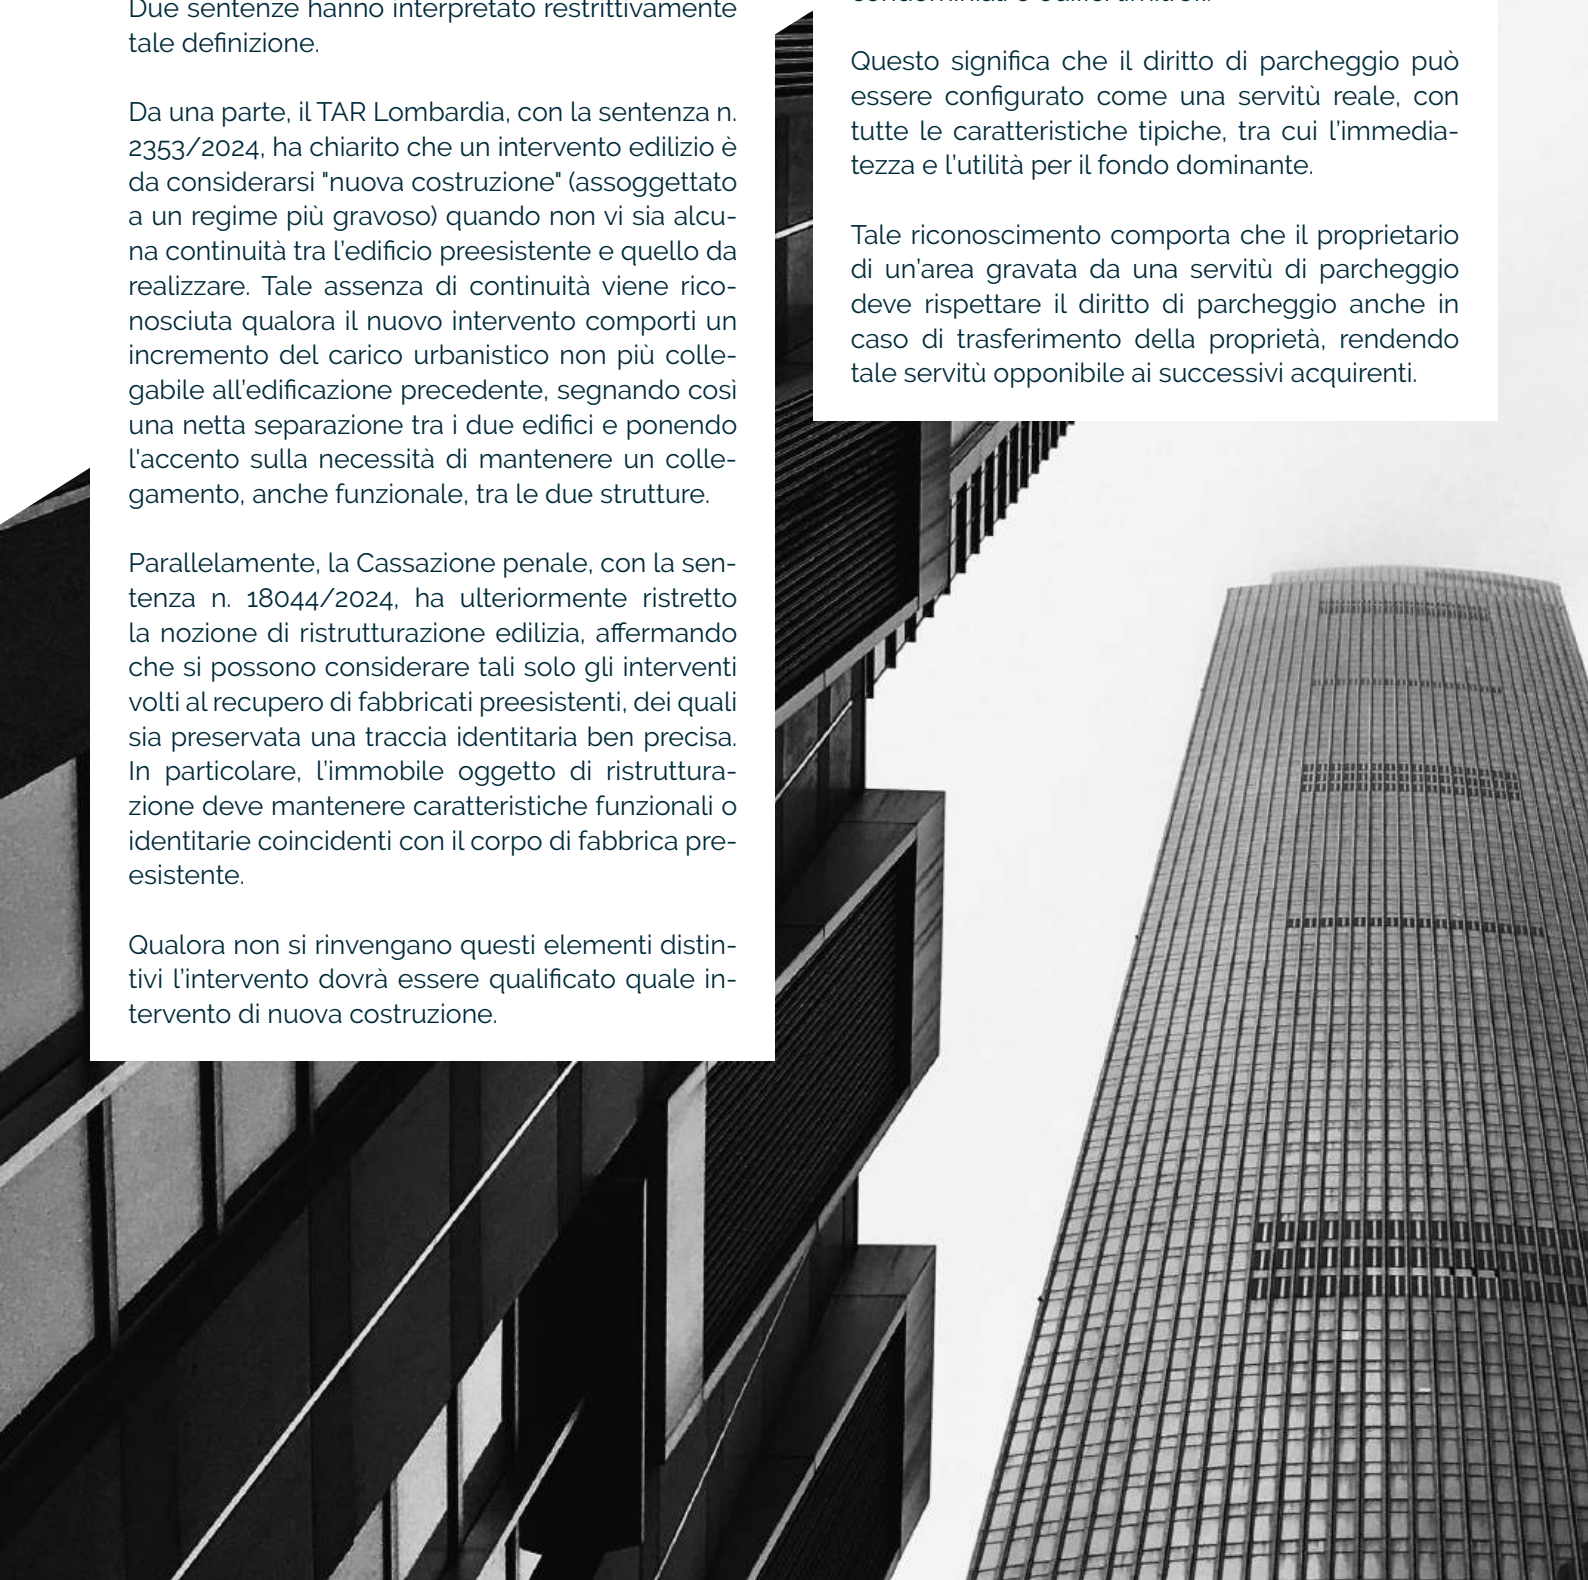 Due sentenze hanno interpretato restrittivamente
tale definizione.
Da una parte, il TAR Lombardia, con la sentenza n.
2353/2024, ha chiarito che un intervento edilizio è
da considerarsi "nuova costruzione" (assoggettato
a un regime più gravoso) quando non vi sia alcu-
na continuità tra l’edificio preesistente e quello da
realizzare. Tale assenza di continuità viene rico-
nosciuta qualora il nuovo intervento comporti un
incremento del carico urbanistico non più colle-
gabile all’edificazione precedente, segnando così
una netta separazione tra i due edifici e ponendo
l'accento sulla necessità di mantenere un colle-
gamento, anche funzionale, tra le due strutture.
Parallelamente, la Cassazione penale, con la sen-
tenza n. 18044/2024, ha ulteriormente ristretto
la nozione di ristrutturazione edilizia, affermando
che si possono considerare tali solo gli interventi
volti al recupero di fabbricati preesistenti, dei quali
sia preservata una traccia identitaria ben precisa.
In particolare, l’immobile oggetto di ristruttura-
zione deve mantenere caratteristiche funzionali o
identitarie coincidenti con il corpo di fabbrica pre-
esistente.
Qualora non si rinvengano questi elementi distin-
tivi l’intervento dovrà essere qualificato quale in-
tervento di nuova costruzione.
Questo significa che il diritto di parcheggio può
essere configurato come una servitù reale, con
tutte le caratteristiche tipiche, tra cui l’immedia-
tezza e l’utilità per il fondo dominante.
Tale riconoscimento comporta che il proprietario
di un’area gravata da una servitù di parcheggio
deve rispettare il diritto di parcheggio anche in
caso di trasferimento della proprietà, rendendo
tale servitù opponibile ai successivi acquirenti.